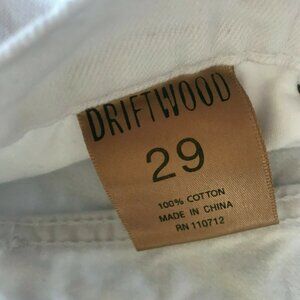 DRIFTWOOD
29
100% COTTON
MADE IN CHINA
RN 110712